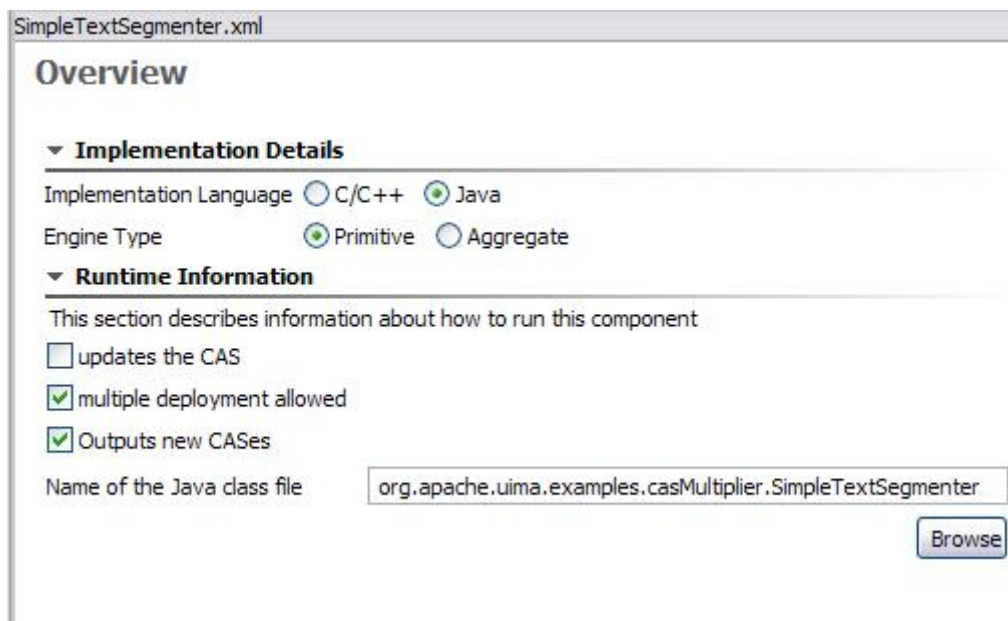 SimpleTextSegmenter.xml
Overview
Implementation Details
Implementation Language C/C++ Java
Engine Type Primitive Aggregate
Runtime Information
This section describes information about how to run this component
updates the CAS
multiple deployment allowed
Outputs new CASes
Name of the Java class file org.apache.uima.examples.casMultiplier.SimpleTextSegmenter
Browse